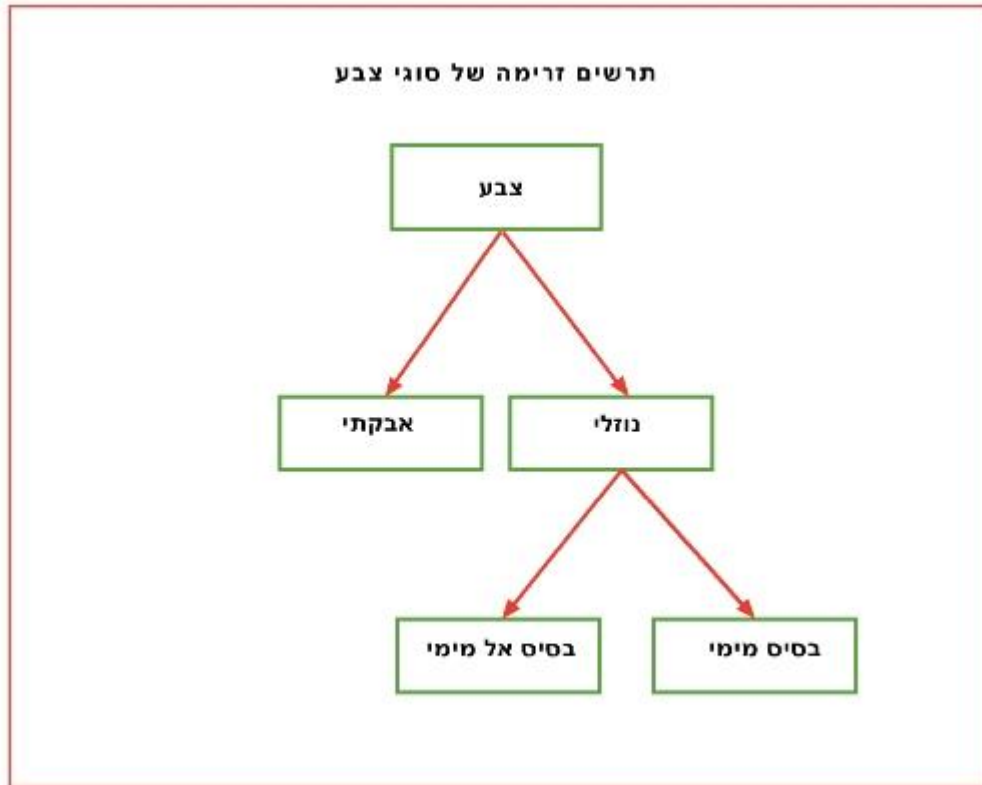 תרשים זרימה של סוגי צבע
צבע
נוזלי
אבקתי
בסיס מימי
בסיס אל מימי